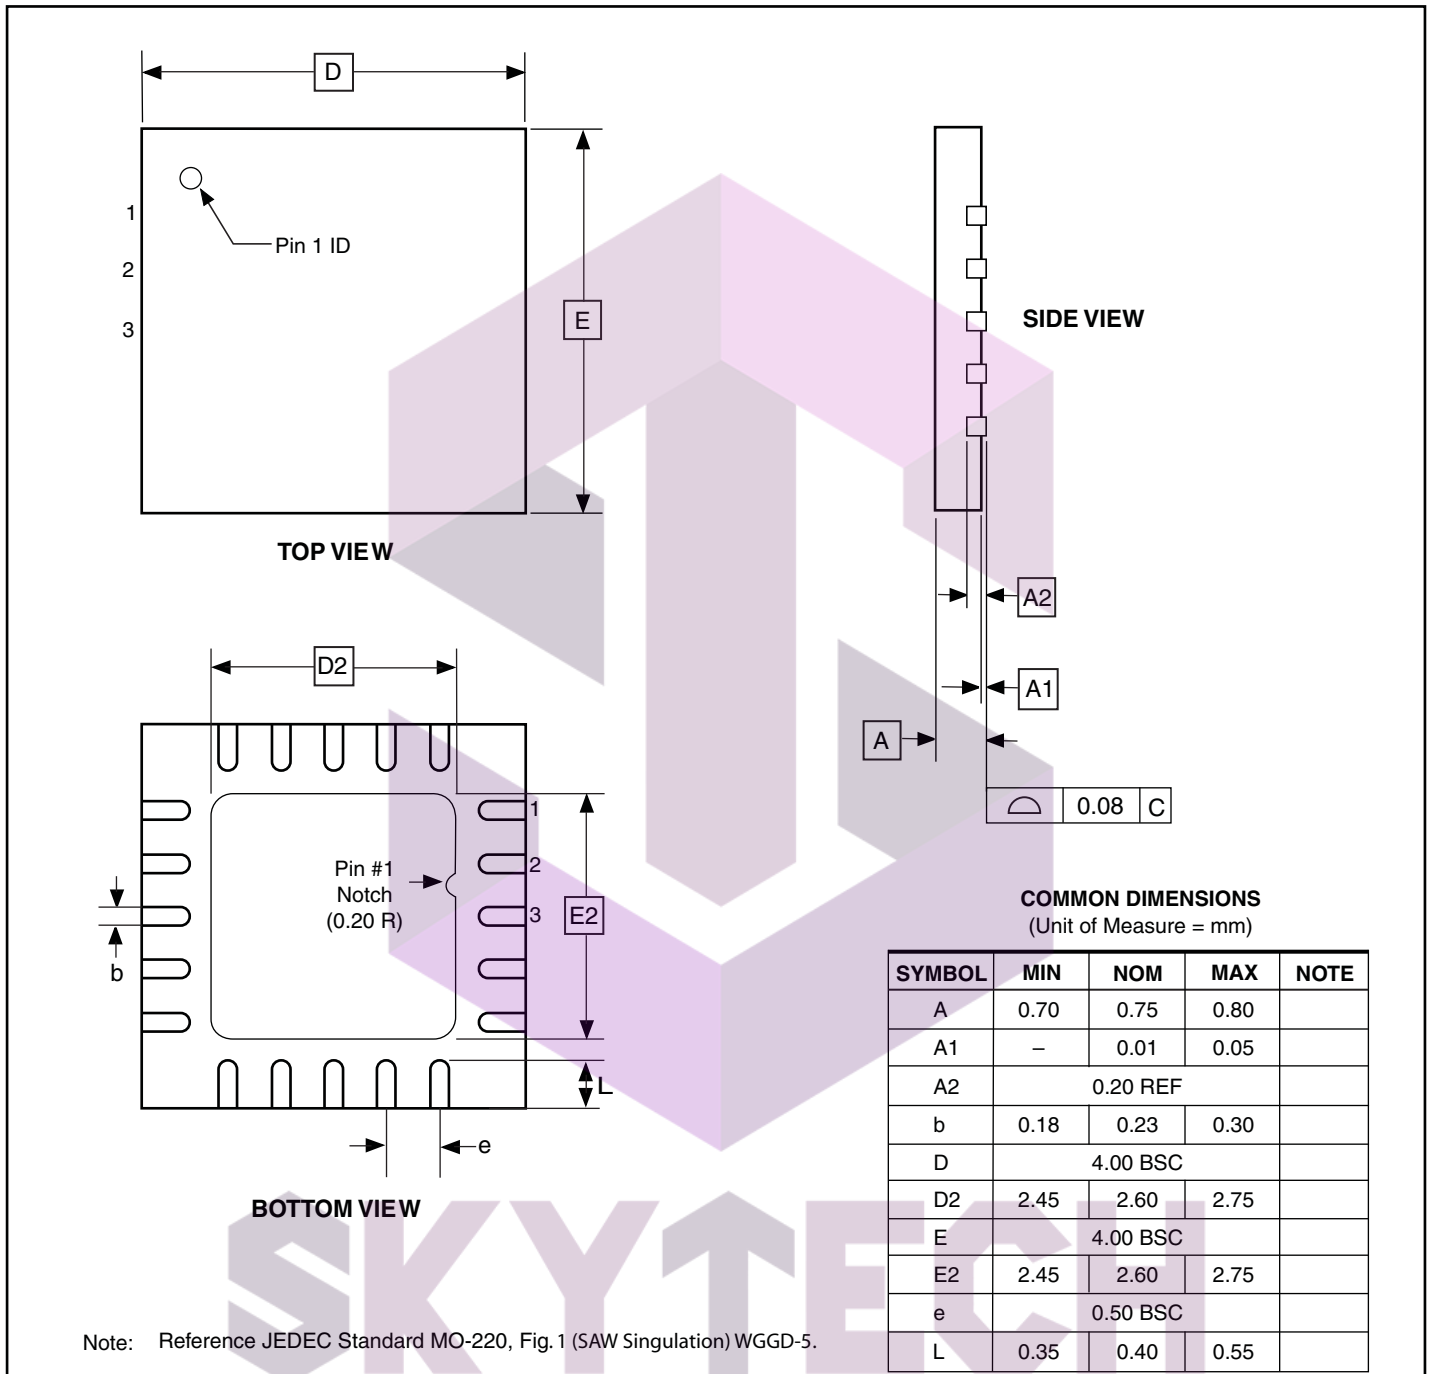 D
1
2
3
Pin 1 ID
E
TOP VIEW
SIDE VIEW
A2
A1
A
0.08 C
D2
1
2
3
Pin #1
Notch
(0.20 R)
E2
b
L
e
BOTTOM VIEW
COMMON DIMENSIONS
(Unit of Measure = mm)
SYMBOL MIN NOM MAX NOTE
A 0.70 0.75 0.80
A1 – 0.01 0.05
A2 0.20 REF
b 0.18 0.23 0.30
D 4.00 BSC
D2 2.45 2.60 2.75
E 4.00 BSC
E2 2.45 2.60 2.75
e 0.50 BSC
L 0.35 0.40 0.55
Note: Reference JEDEC Standard MO-220, Fig. 1 (SAW Singulation) WGGD-5.
SKYTECH